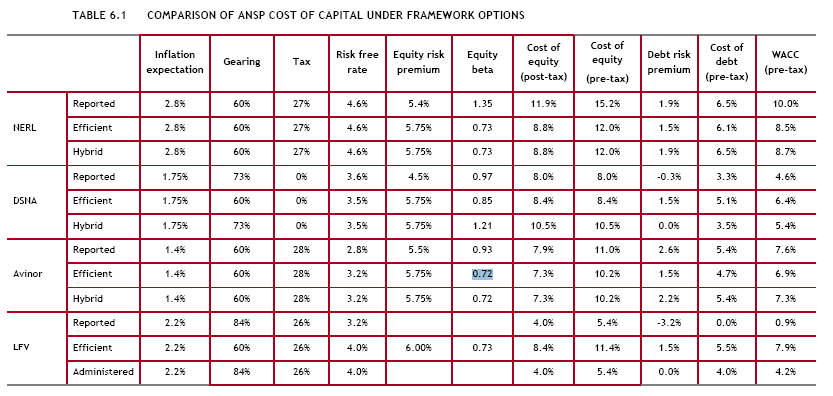 TABLE 6.1 COMPARISON OF ANSP COST OF CAPITAL UNDER FRAMEWORK OPTIONS
Inflation expectation Gearing Tax Risk free rate Equity risk premium Equity beta Cost of equity (post-tax) Cost of equity (pre-tax) Debt risk premium Cost of debt (pre-tax) WACC (pre-tax)
NERL
Reported 2.8% 60% 27% 4.6% 5.4% 1.35 11.9% 15.2% 1.9% 6.5% 10.0%
Efficient 2.8% 60% 27% 4.6% 5.75% 0.73 8.8% 12.0% 1.5% 6.1% 8.5%
Hybrid 2.8% 60% 27% 4.6% 5.75% 0.73 8.8% 12.0% 1.9% 6.5% 8.7%
DSNA
Reported 1.75% 73% 0% 3.6% 4.5% 0.97 8.0% 8.0% -0.3% 3.3% 4.6%
Efficient 1.75% 60% 0% 3.5% 5.75% 0.85 8.4% 8.4% 1.5% 5.1% 6.4%
Hybrid 1.75% 73% 0% 3.5% 5.75% 1.21 10.5% 10.5% 0.0% 3.5% 5.4%
Avinor
Reported 1.4% 60% 28% 2.8% 5.5% 0.93 7.9% 11.0% 2.6% 5.4% 7.6%
Efficient 1.4% 60% 28% 3.2% 5.75% 0.72 7.3% 10.2% 1.5% 4.7% 6.9%
Hybrid 1.4% 60% 28% 3.2% 5.75% 0.72 7.3% 10.2% 2.2% 5.4% 7.3%
LFV
Reported 2.2% 84% 26% 3.2% 4.0% 5.4% -3.2% 0.0% 0.9%
Efficient 2.2% 60% 26% 4.0% 6.00% 0.73 8.4% 11.4% 1.5% 5.5% 7.9%
Administered 2.2% 84% 26% 4.0% 4.0% 5.4% 0.0% 4.0% 4.2%